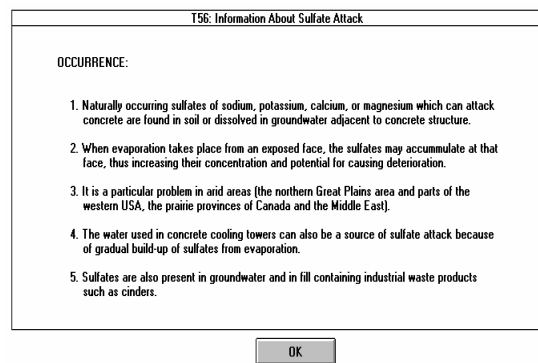 T56: Information About Sulfate Attack
OCCURRENCE:
1. Naturally occurring sulfates of sodium, potassium, calcium, or magnesium which can attack
concrete are found in soil or dissolved in groundwater adjacent to concrete structure.
2. When evaporation takes place from an exposed face, the sulfates may accummulate at that
face, thus increasing their concentration and potential for causing deterioration.
3. It is a particular problem in arid areas (the northern Great Plains area and parts of the
western USA, the prairie provinces of Canada and the Middle East).
4. The water used in concrete cooling towers can also be a source of sulfate attack because
of gradual build-up of sulfates from evaporation.
5. Sulfates are also present in groundwater and in fill containing industrial waste products
such as cinders.
OK